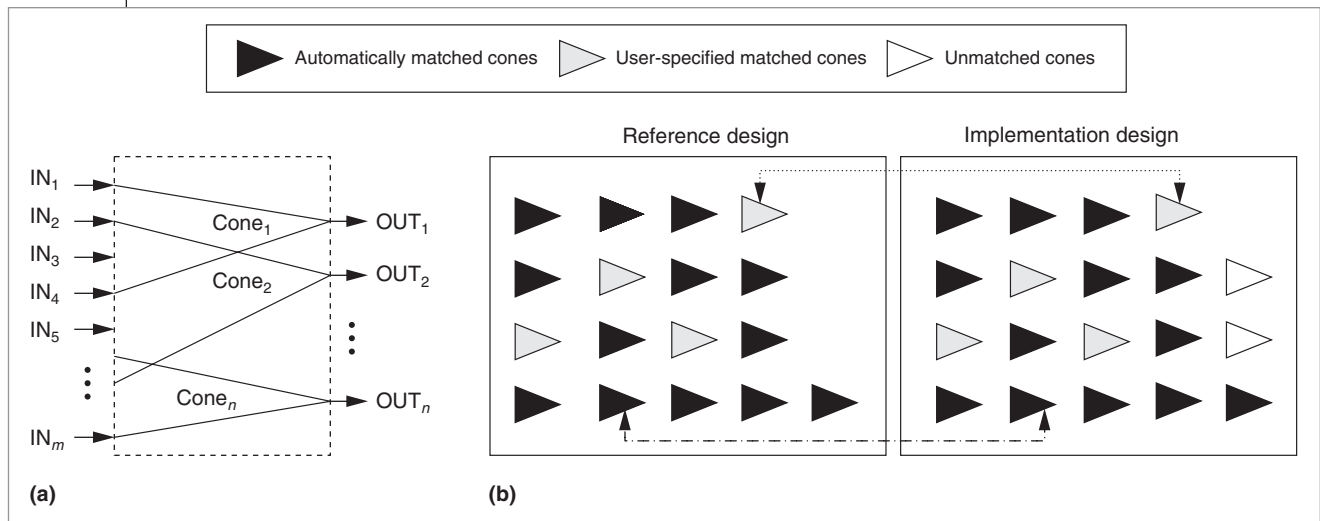 Automatically matched cones User-specified matched cones Unmatched cones
Reference design Implementation design
IN1
IN2
IN3
IN4
IN5
INm
Cone1
Cone2
Conen
OUT1
OUT2
OUTn
(a)
(b)